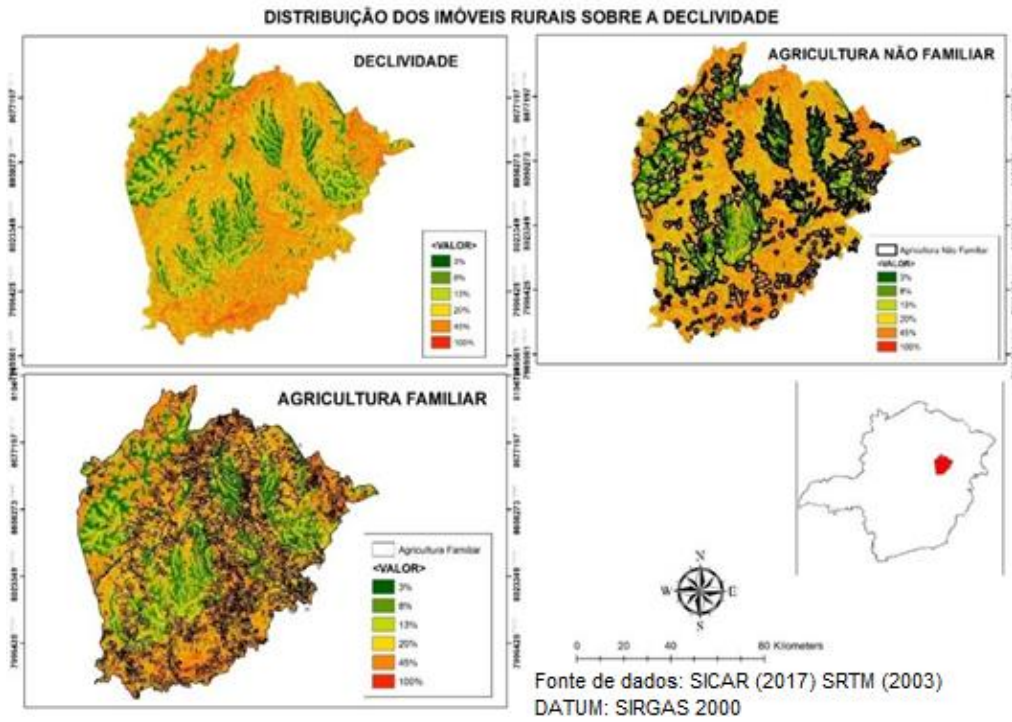 DISTRIBUIÇÃO DOS IMÓVEIS RURAIS SOBRE A DECLIVIDADE
DECLIVIDADE
<VALOR>
3%
8%
13%
20%
45%
100%
AGRICULTURA NÃO FAMILIAR
Agricultura Não Familiar
<VALOR>
3%
8%
13%
20%
45%
100%
AGRICULTURA FAMILIAR
Agricultura Familiar
<VALOR>
3%
8%
13%
20%
45%
100%
N
W
E
S
0 20 40 80 Kilometers
Fonte de dados: SICAR (2017) SRTM (2003)
DATUM: SIRGAS 2000